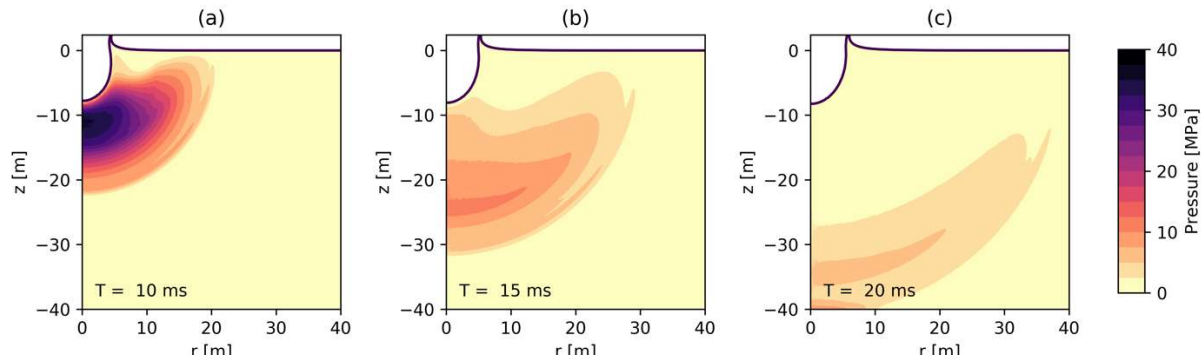 (a) (b) (c)
0 0 0 40
−10 −10 −10 30
−20 −20 −20 20
−30 −30 −30 10
−40 −40 −40 0
z [m] z [m] z [m] Pressure [MPa]
T = 10 ms T = 15 ms T = 20 ms
0 10 20 30 40 0 10 20 30 40 0 10 20 30 40
r [m] r [m] r [m]